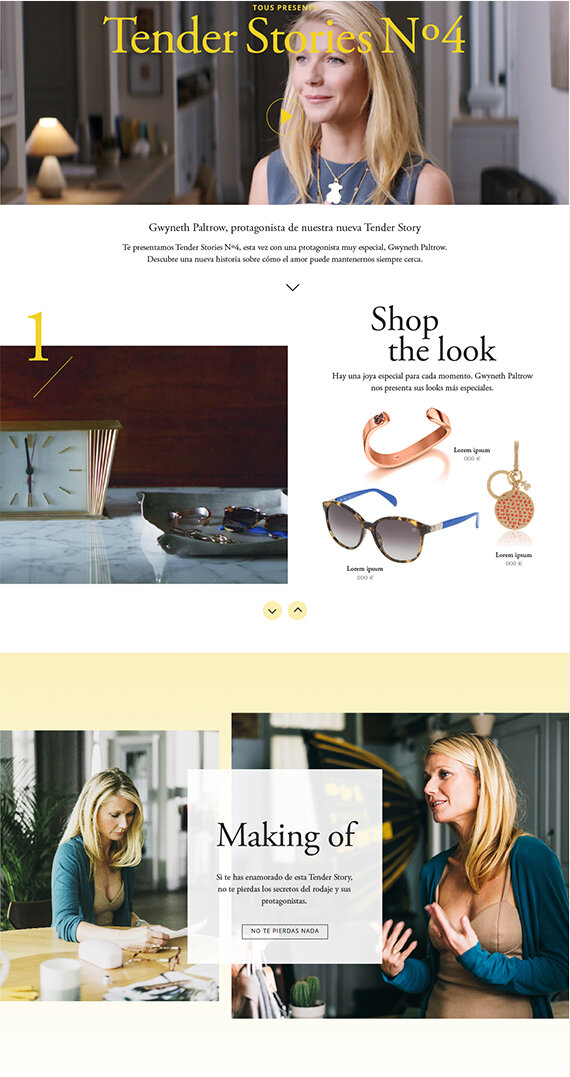 TOUS PRESENTS
Tender Stories Nº4
Gwyneth Paltrow, protagonista de nuestra nueva Tender Story
Te presentamos Tender Stories Nº4, esta vez con una protagonista muy especial, Gwyneth Paltrow.
Descubre una nueva historia sobre cómo el amor puede mantenernos siempre cerca.
1
Shop
the look
Hay una joya especial para cada momento. Gwyneth Paltrow
nos presenta sus looks más especiales.
Lorem ipsum
000 €
Lorem ipsum
000 €
Lorem ipsum
000 €
Making of
Si te has enamorado de esta Tender Story,
no te pierdas los secretos del rodaje y sus
protagonistas.
NO TE PIERDAS NADA